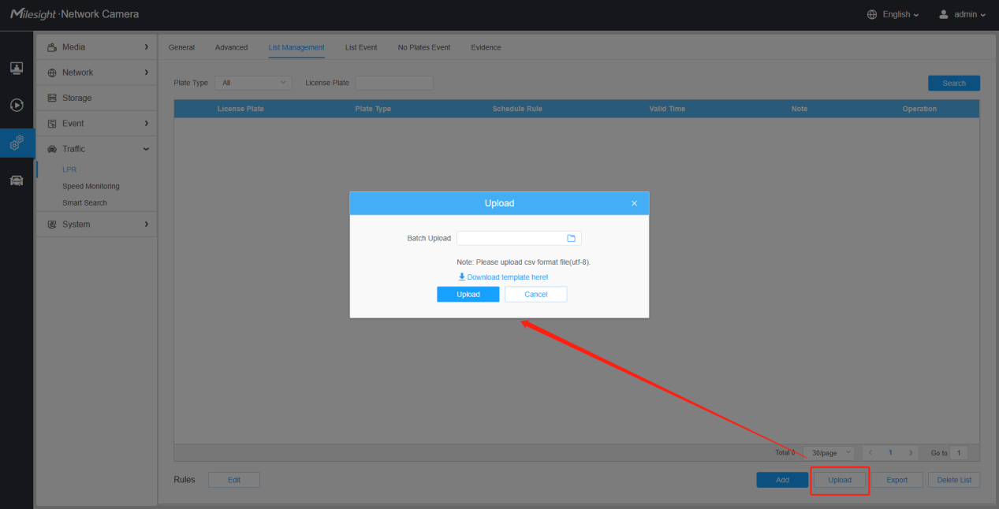 Milesight·Network Camera
English
admin
Media
Network
Storage
Event
Traffic
LPR
Speed Monitoring
Smart Search
System
General Advanced List Management List Event No Plates Event Evidence
Plate Type All License Plate Search
License Plate Plate Type Schedule Rule Valid Time Note Operation
Upload
Batch Upload
Note: Please upload csv format file(utf-8).
Download template here!
Upload Cancel
Total 0 30/page 1 Go to 1
Rules Edit Add Upload Export Delete List